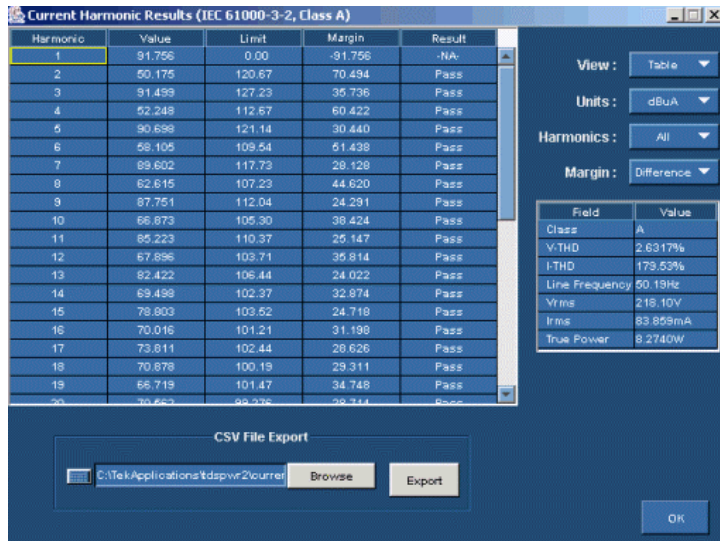 Current Harmonic Results (IEC 61000-3-2, Class A)
Harmonic Value Limit Margin Result
1 91.756 0.00 -91.756 -NA-
2 50.175 120.67 70.494 Pass
3 91.499 127.23 35.736 Pass
4 52.248 112.67 60.422 Pass
5 90.698 121.14 30.440 Pass
6 58.105 109.54 51.438 Pass
7 89.602 117.73 28.128 Pass
8 62.615 107.23 44.620 Pass
9 87.751 112.04 24.291 Pass
10 66.873 105.30 38.424 Pass
11 85.223 110.37 25.147 Pass
12 67.896 103.71 35.814 Pass
13 82.422 106.44 24.022 Pass
14 69.498 102.37 32.874 Pass
15 78.803 103.52 24.718 Pass
16 70.016 101.21 31.198 Pass
17 73.811 102.44 28.626 Pass
18 70.878 100.19 29.311 Pass
19 66.719 101.47 34.748 Pass
20 70.562 99.276 28.714 Pass
View : Table
Units : dBuA
Harmonics : All
Margin : Difference
Field Value
Class A
V-THD 2.6317%
I-THD 179.53%
Line Frequency 50.19Hz
Vrms 218.10V
Irms 83.859mA
True Power 8.2740W
CSV File Export
C:\TekApplications\tdspwr2\currer
Browse
Export
OK